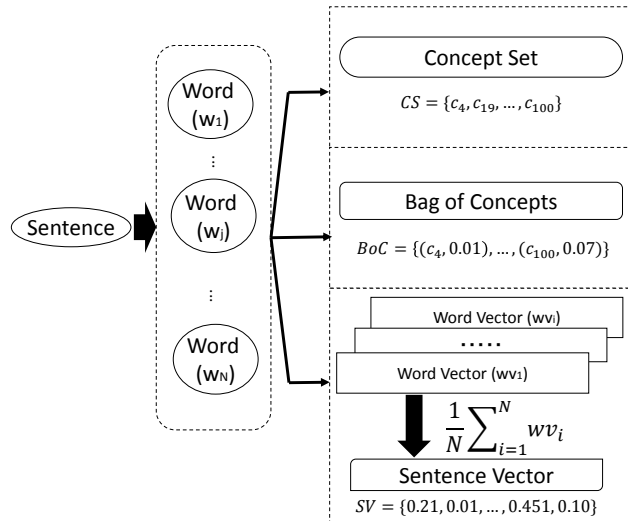 Sentence
Word
(w₁)
...
Word
(wⱼ)
...
Word
(w_N)
Concept Set
CS = {c₄, c₁₉, … , c₁₀₀}
Bag of Concepts
BoC = {(c₄, 0.01), … , (c₁₀₀, 0.07)}
Word Vector (wvᵢ)
.....
Word Vector (wv₁)
1/N ∑_{i=1}^{N} wvᵢ
Sentence Vector
SV = {0.21, 0.01, … , 0.451, 0.10}